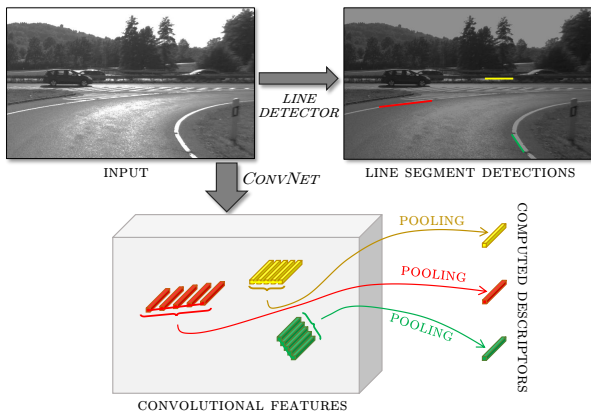 LINE
DETECTOR
INPUT
LINE SEGMENT DETECTIONS
CONVNET
POOLING
POOLING
POOLING
COMPUTED DESCRIPTORS
CONVOLUTIONAL FEATURES